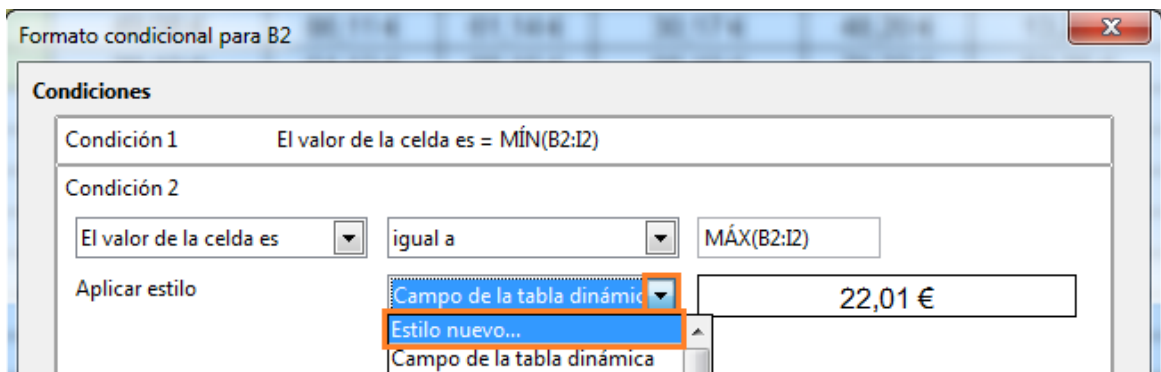 Formato condicional para B2
Condiciones
Condición 1 El valor de la celda es = MÍN(B2:I2)
Condición 2
El valor de la celda es igual a MÁX(B2:I2)
Aplicar estilo Campo de la tabla dinámic 22,01 €
Estilo nuevo...
Campo de la tabla dinámica